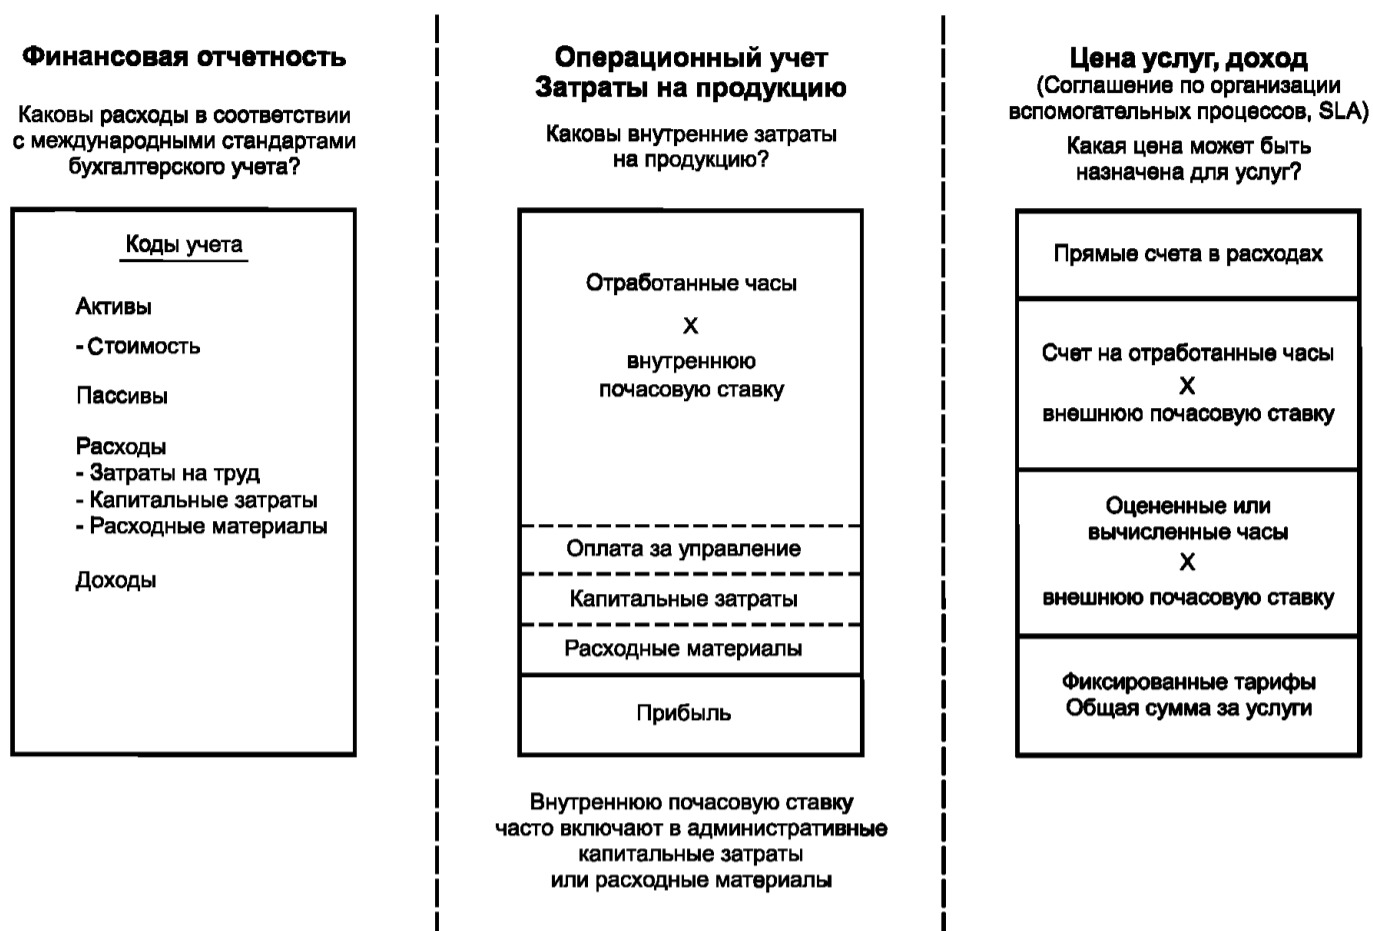 Финансовая отчетность
Каковы расходы в соответствии
с международными стандартами
бухгалтерского учета?
Коды учета
Активы
- Стоимость
Пассивы
Расходы
- Затраты на труд
- Капитальные затраты
- Расходные материалы
Доходы
Операционный учет
Затраты на продукцию
Каковы внутренние затраты
на продукцию?
Отработанные часы
X
внутреннюю
почасовую ставку
Оплата за управление
Капитальные затраты
Расходные материалы
Прибыль
Внутреннюю почасовую ставку
часто включают в административные
капитальные затраты
или расходные материалы
Цена услуг, доход
(Соглашение по организации
вспомогательных процессов, SLA)
Какая цена может быть
назначена для услуг?
Прямые счета в расходах
Счет на отработанные часы
X
внешнюю почасовую ставку
Оцененные или
вычисленные часы
X
внешнюю почасовую ставку
Фиксированные тарифы
Общая сумма за услуги